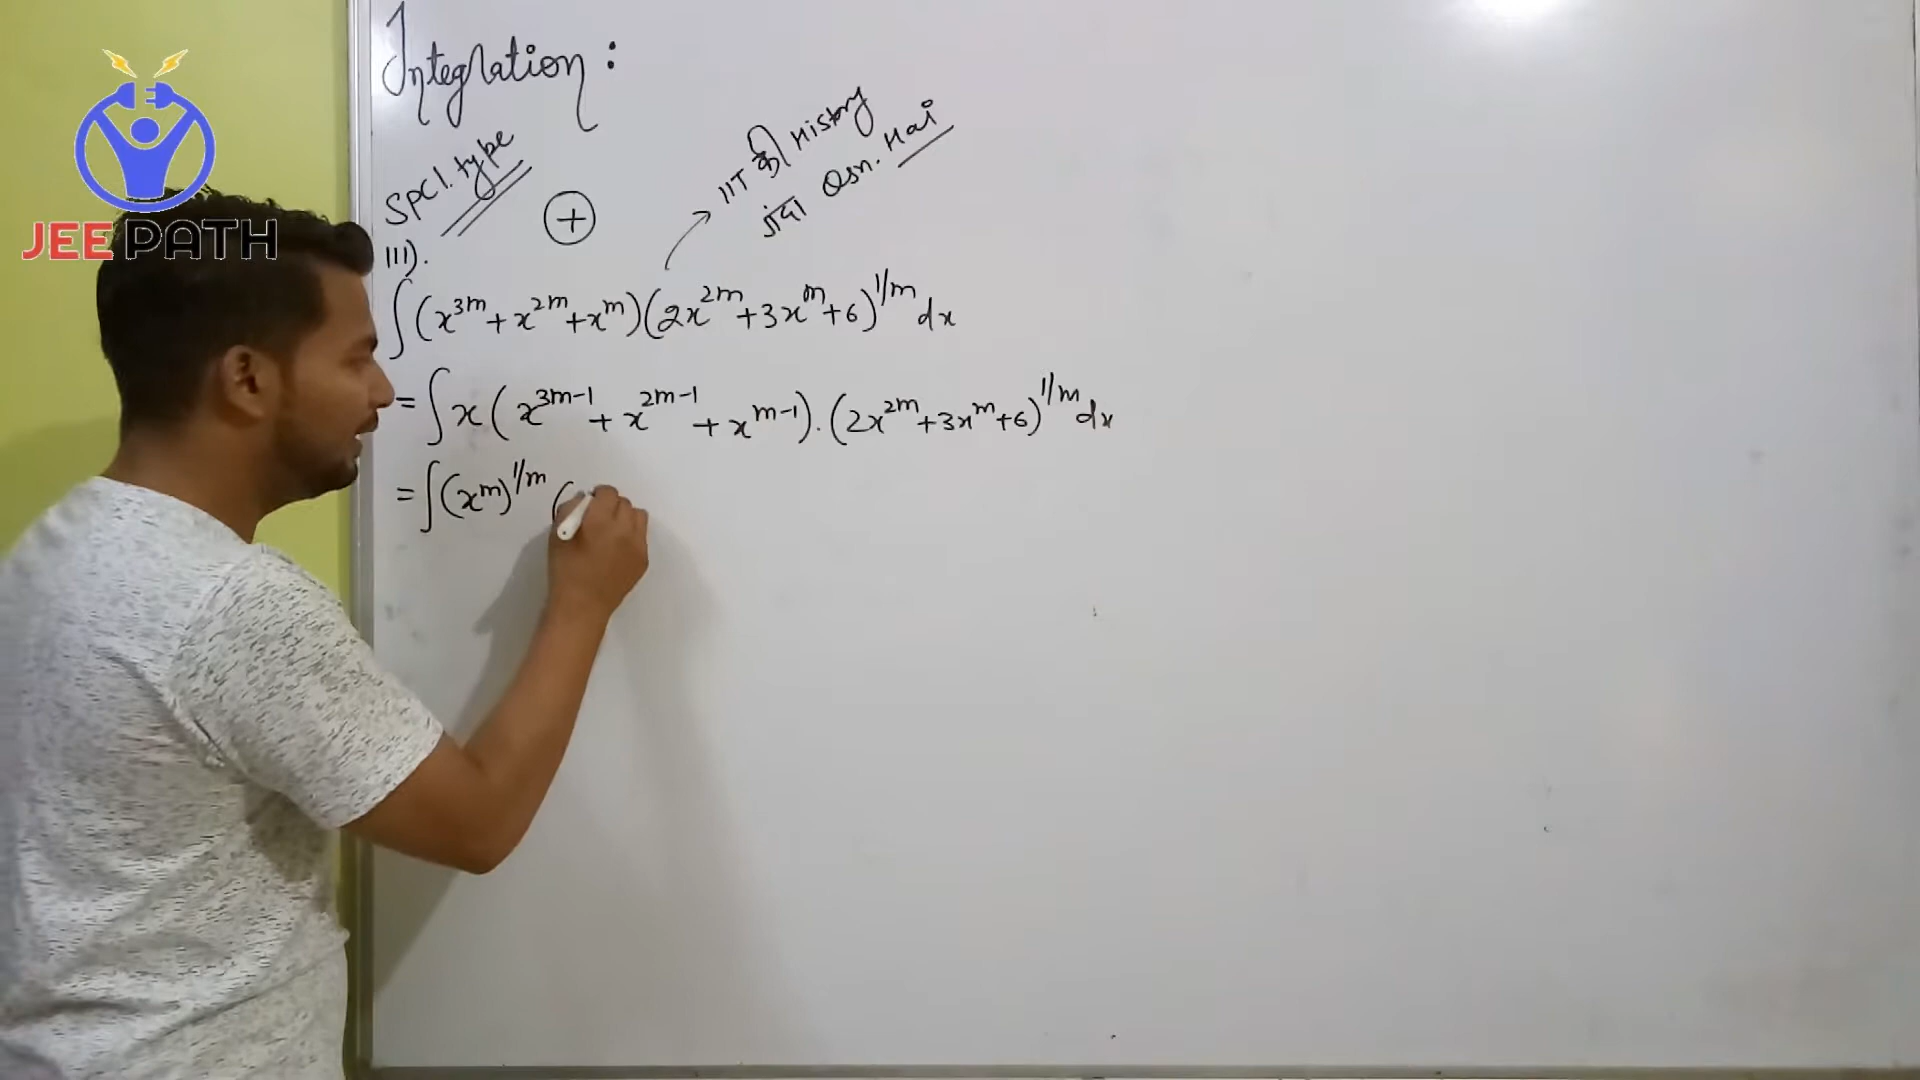 JEE PATH
Integration :
Spcl. type
+
IIT की History
गंदा Qsn. Hai
III).
∫(x^{3m}+x^{2m}+x^{m})(2x^{2m}+3x^{m}+6)^{1/m}dx
=∫x(x^{3m-1}+x^{2m-1}+x^{m-1}).(2x^{2m}+3x^{m}+6)^{1/m}dx
=∫(x^{m})^{1/m}(